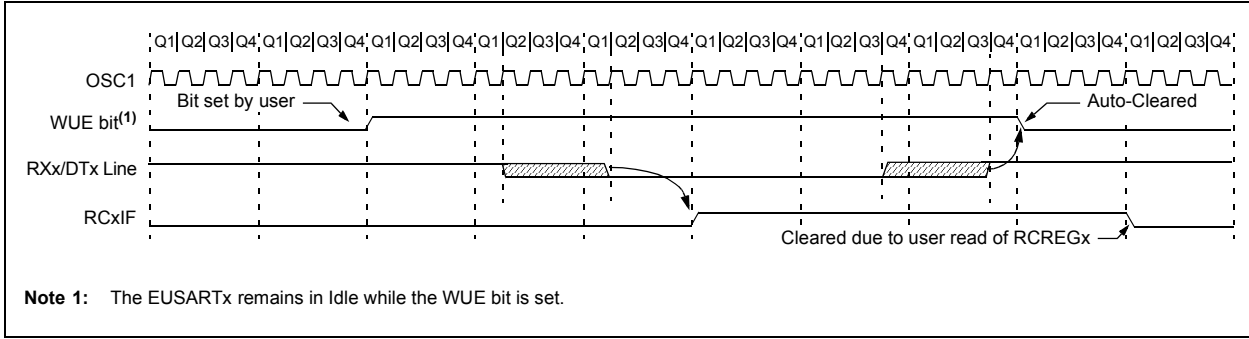 Q1 Q2 Q3 Q4 Q1 Q2 Q3 Q4 Q1 Q2 Q3 Q4 Q1 Q2 Q3 Q4 Q1 Q2 Q3 Q4 Q1 Q2 Q3 Q4 Q1 Q2 Q3 Q4 Q1 Q2 Q3 Q4 Q1 Q2 Q3 Q4 Q1 Q2 Q3 Q4
OSC1
Bit set by user
Auto-Cleared
WUE bit(1)
RXx/DTx Line
RCxIF
Cleared due to user read of RCREGx
Note 1: The EUSARTx remains in Idle while the WUE bit is set.